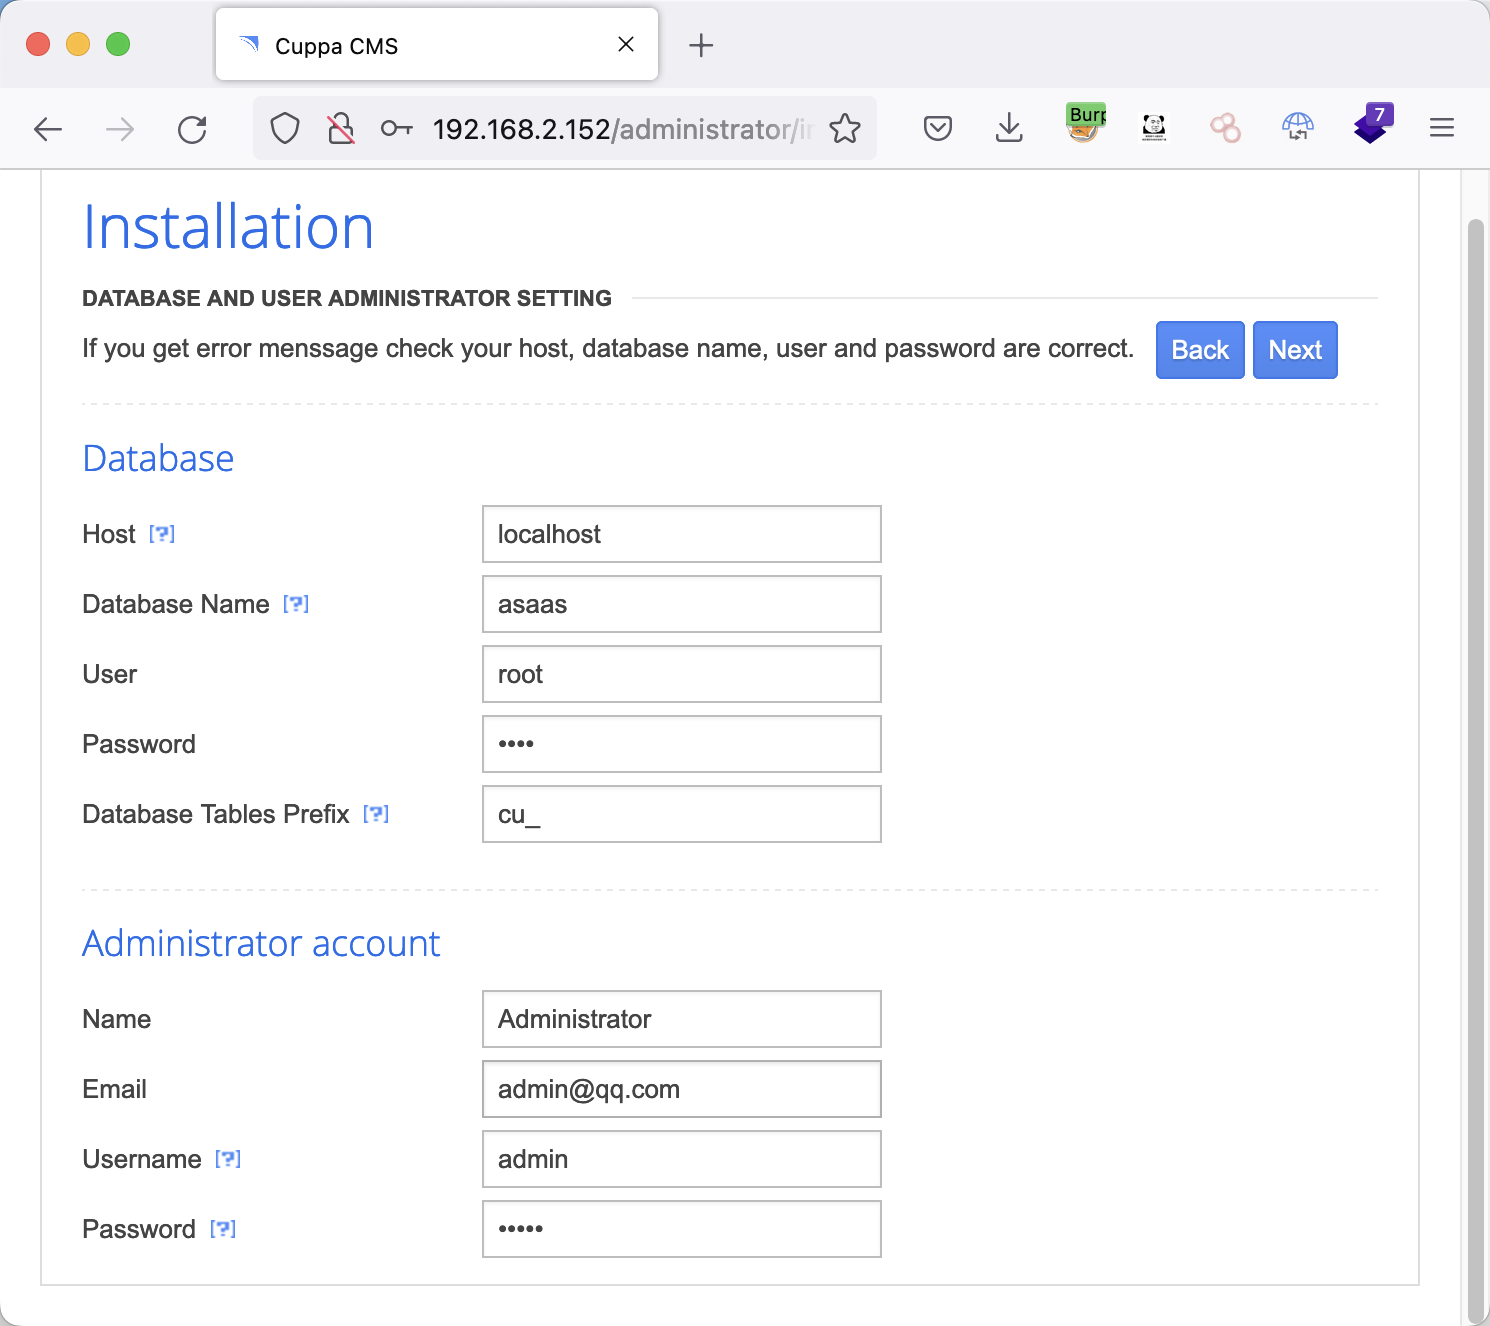 Cuppa CMS
192.168.2.152/administrator/i
Burp
7
Installation
DATABASE AND USER ADMINISTRATOR SETTING
If you get error menssage check your host, database name, user and password are correct.
Back
Next
Database
Host [?]
localhost
Database Name [?]
asaas
User
root
Password
••••
Database Tables Prefix [?]
cu_
Administrator account
Name
Administrator
Email
admin@qq.com
Username [?]
admin
Password [?]
•••••